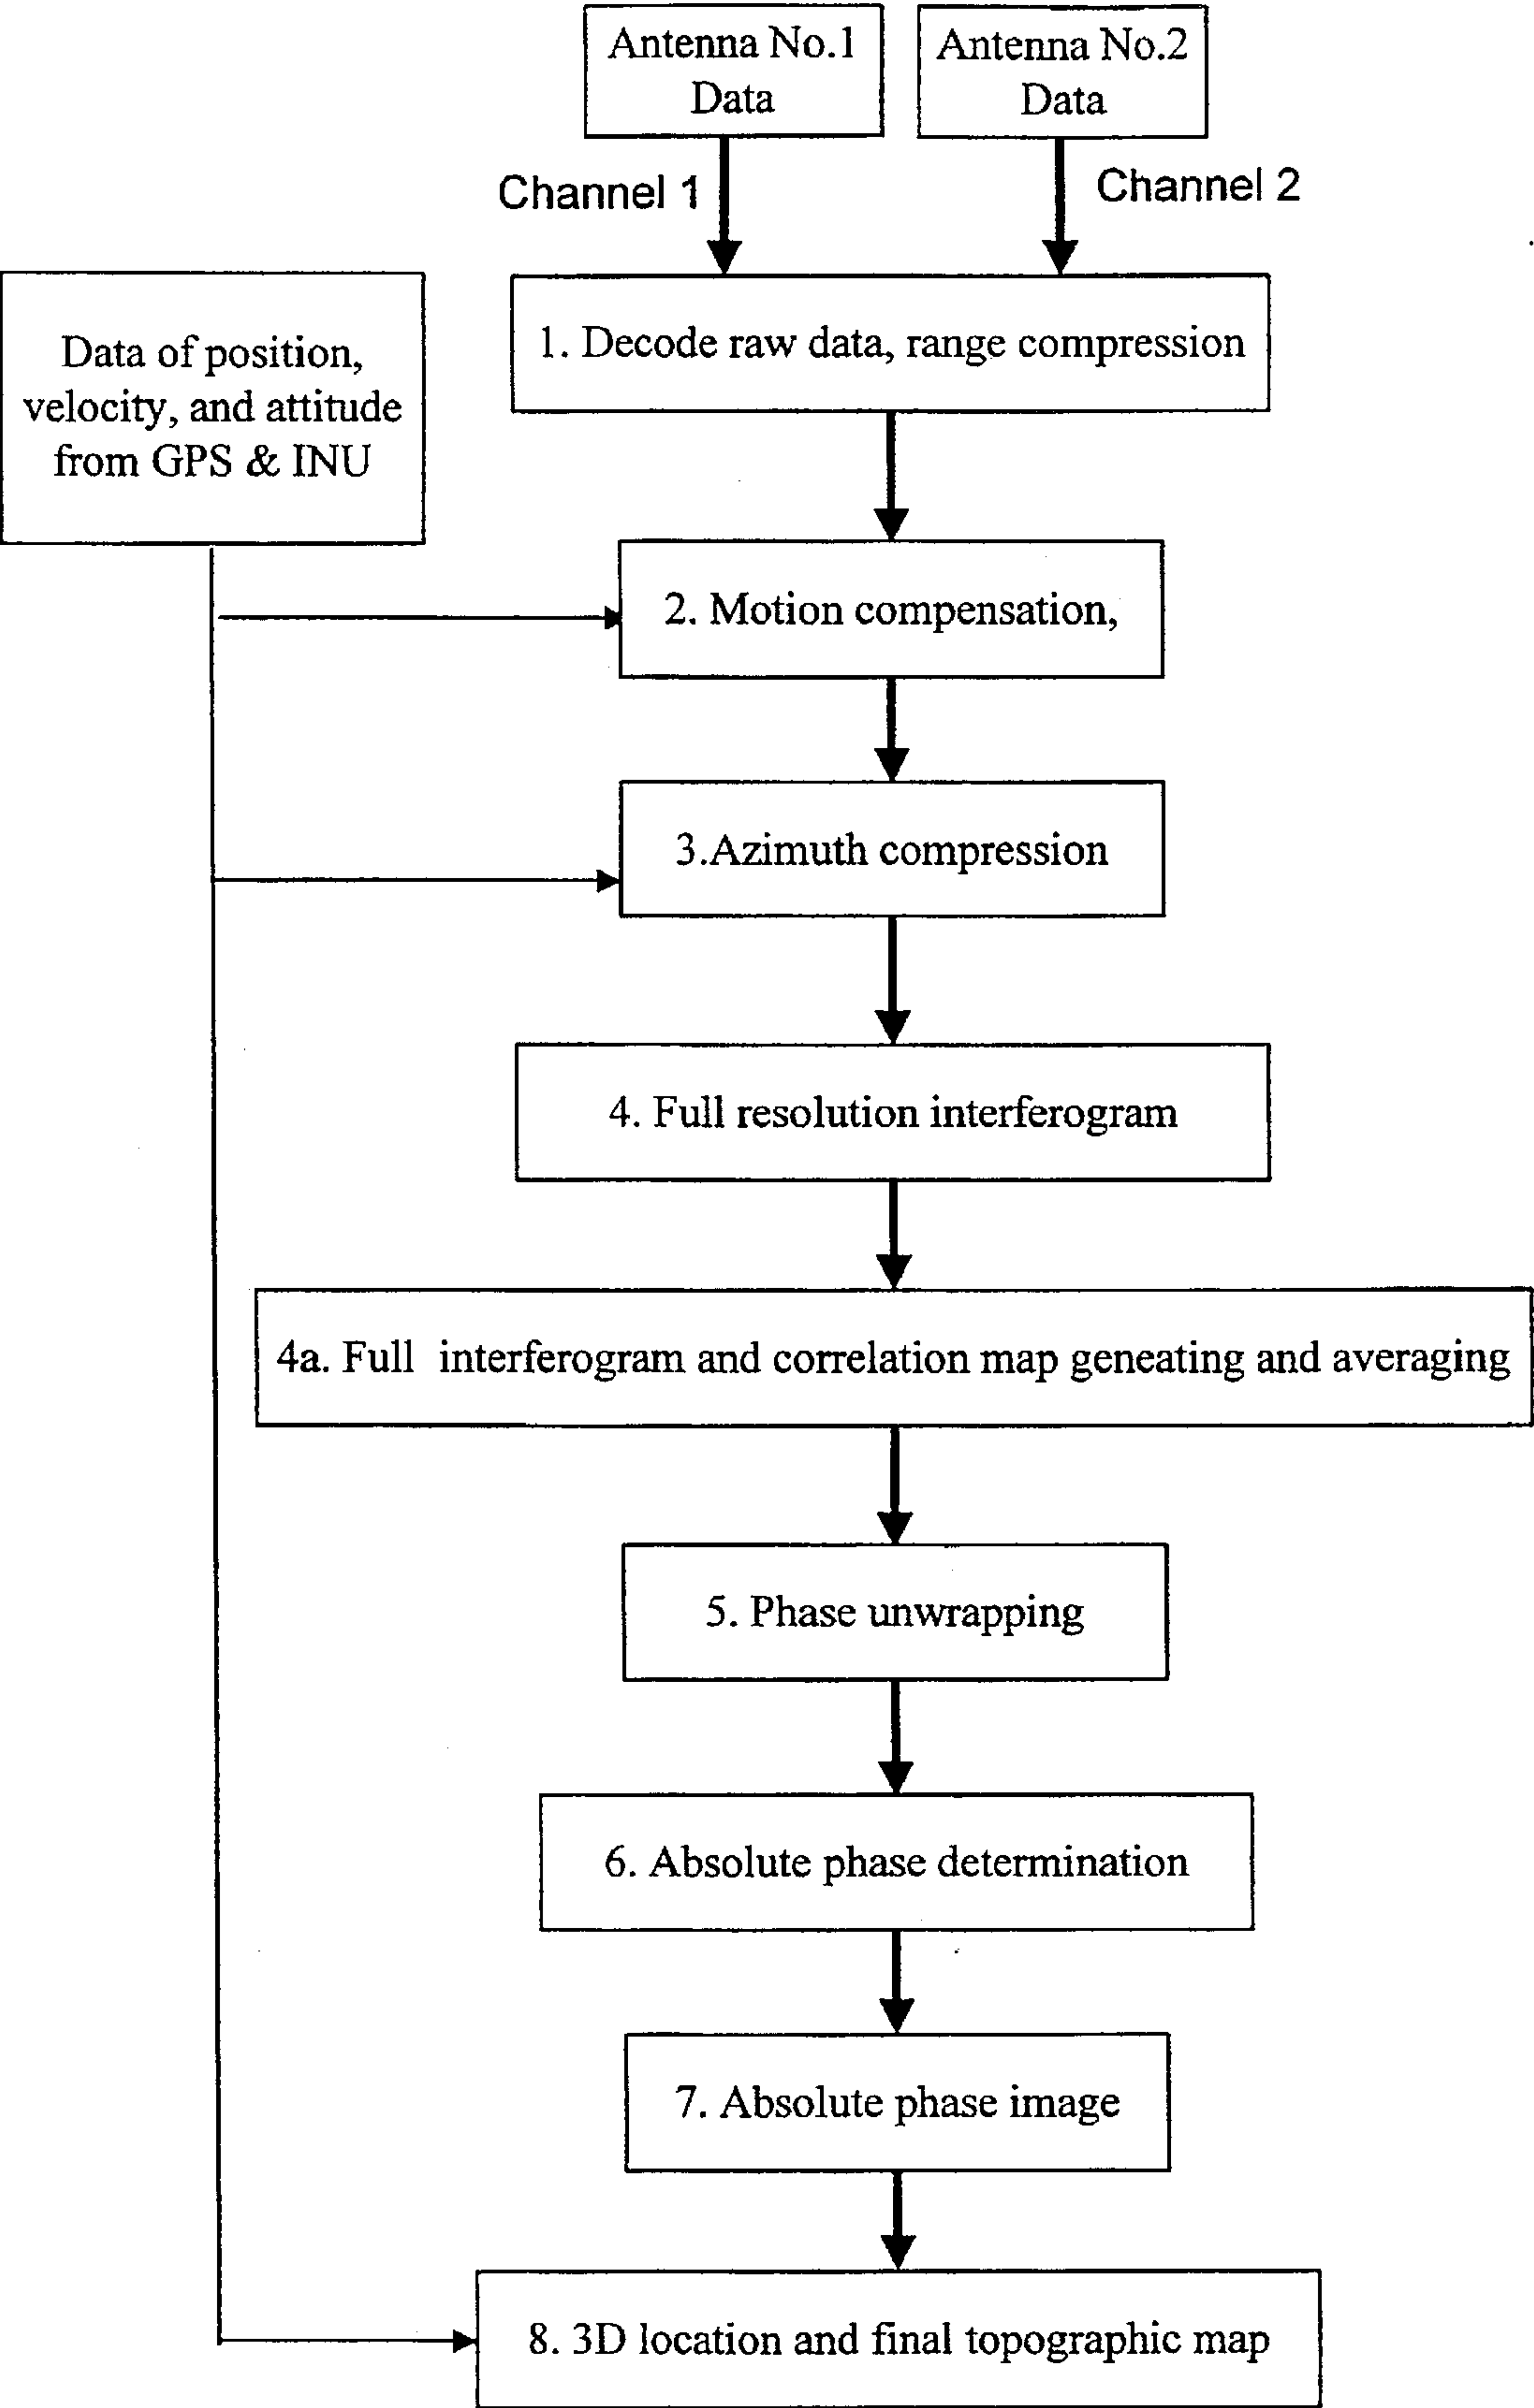 Antenna No.1
Data
Antenna No.2
Data
Channel 1
Channel 2
Data of position,
velocity, and attitude
from GPS & INU
1. Decode raw data, range compression
2. Motion compensation,
3.Azimuth compression
4. Full resolution interferogram
4a. Full interferogram and correlation map geneating and averaging
5. Phase unwrapping
6. Absolute phase determination
7. Absolute phase image
8. 3D location and final topographic map